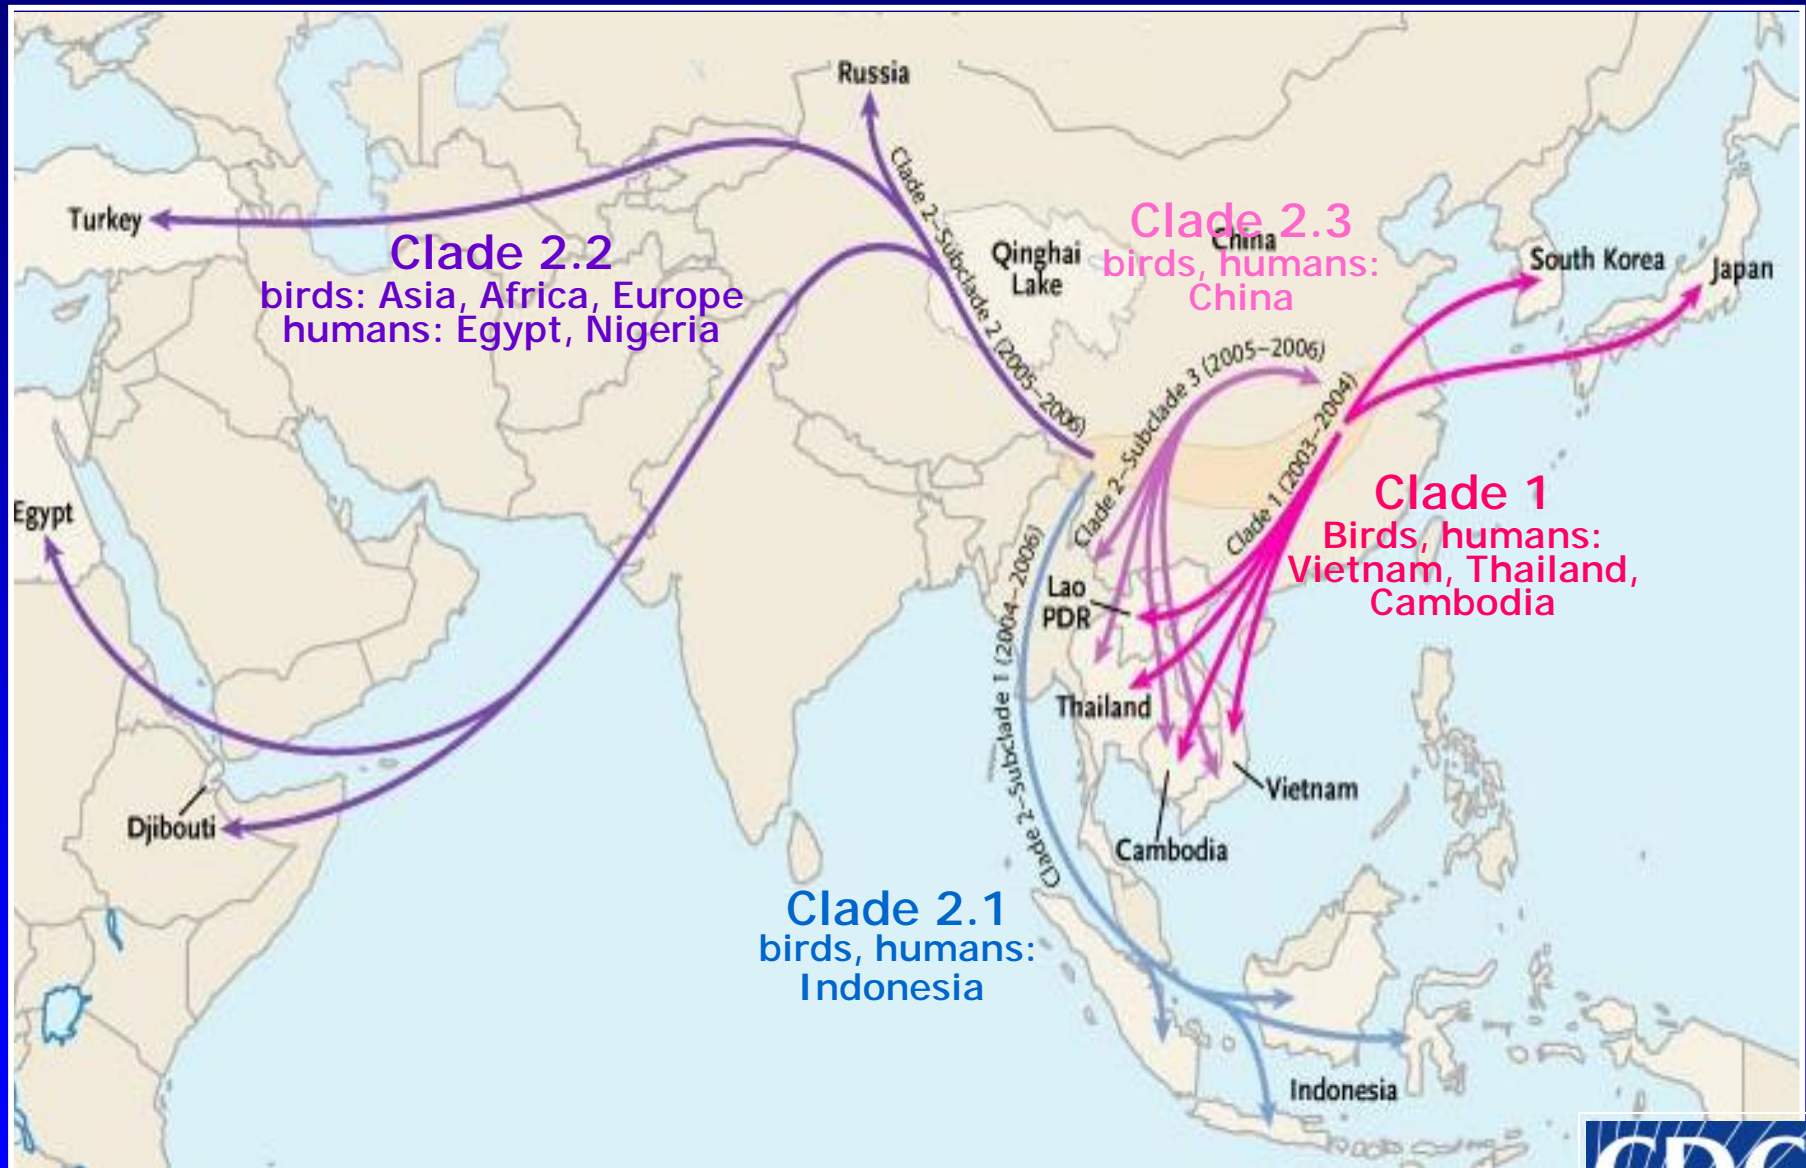 Russia
Turkey
Clade 2.2
birds: Asia, Africa, Europe
humans: Egypt, Nigeria
Clade 2–Subclade 2 (2005–2006)
Qinghai
Lake
Clade 2.3
China
birds, humans:
China
South Korea
Japan
Clade 2–Subclade 3 (2005–2006)
Clade 1 (2003–2004)
Clade 1
Birds, humans:
Vietnam, Thailand,
Cambodia
Egypt
Clade 2–Subclade 1 (2004–2006)
Lao
PDR
Thailand
Vietnam
Cambodia
Djibouti
Clade 2.1
birds, humans:
Indonesia
Indonesia
CDC